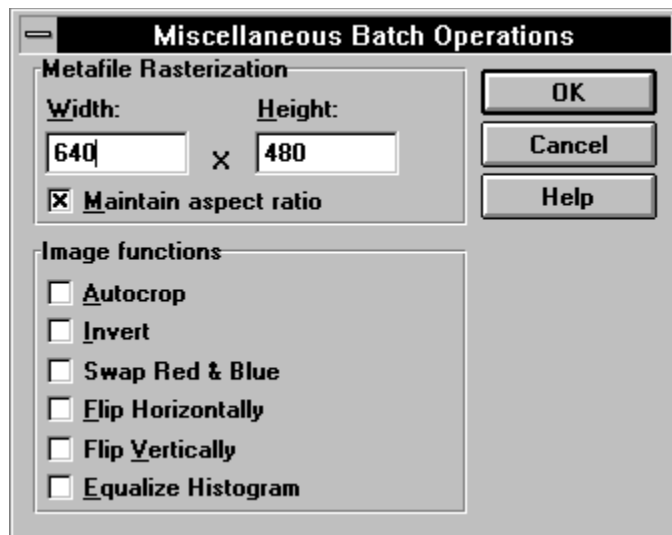 Miscellaneous Batch Operations
Metafile Rasterization
Width: Height:
640 x 480
Maintain aspect ratio
OK
Cancel
Help
Image functions
Autocrop
Invert
Swap Red & Blue
Flip Horizontally
Flip Vertically
Equalize Histogram